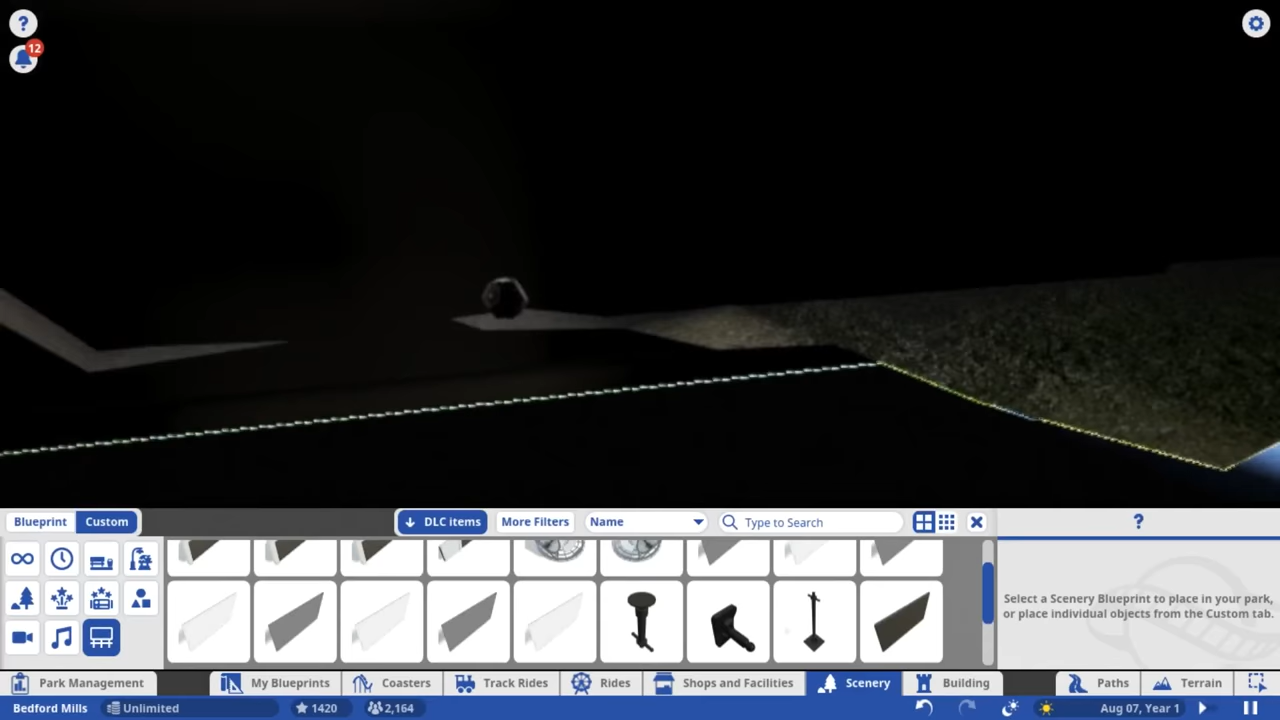 ?
12
Blueprint
Custom
DLC items
More Filters
Name
Type to Search
?
Select a Scenery Blueprint to place in your park,
or place individual objects from the Custom tab.
Park Management
My Blueprints
Coasters
Track Rides
Rides
Shops and Facilities
Scenery
Building
Paths
Terrain
Bedford Mills
Unlimited
1420
2,164
Aug 07, Year 1